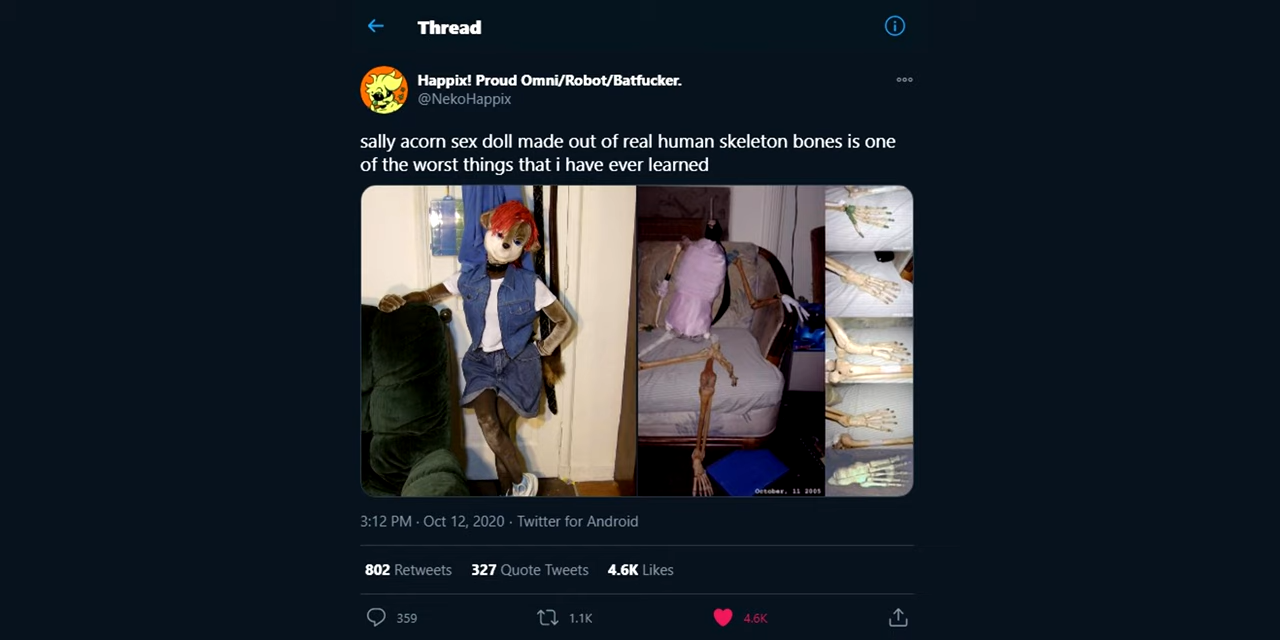 Thread
Happix! Proud Omni/Robot/Batfucker.
@NekoHappix
sally acorn sex doll made out of real human skeleton bones is one
of the worst things that i have ever learned
October, 11 2005
3:12 PM · Oct 12, 2020 · Twitter for Android
802 Retweets 327 Quote Tweets 4.6K Likes
359 1.1K 4.6K